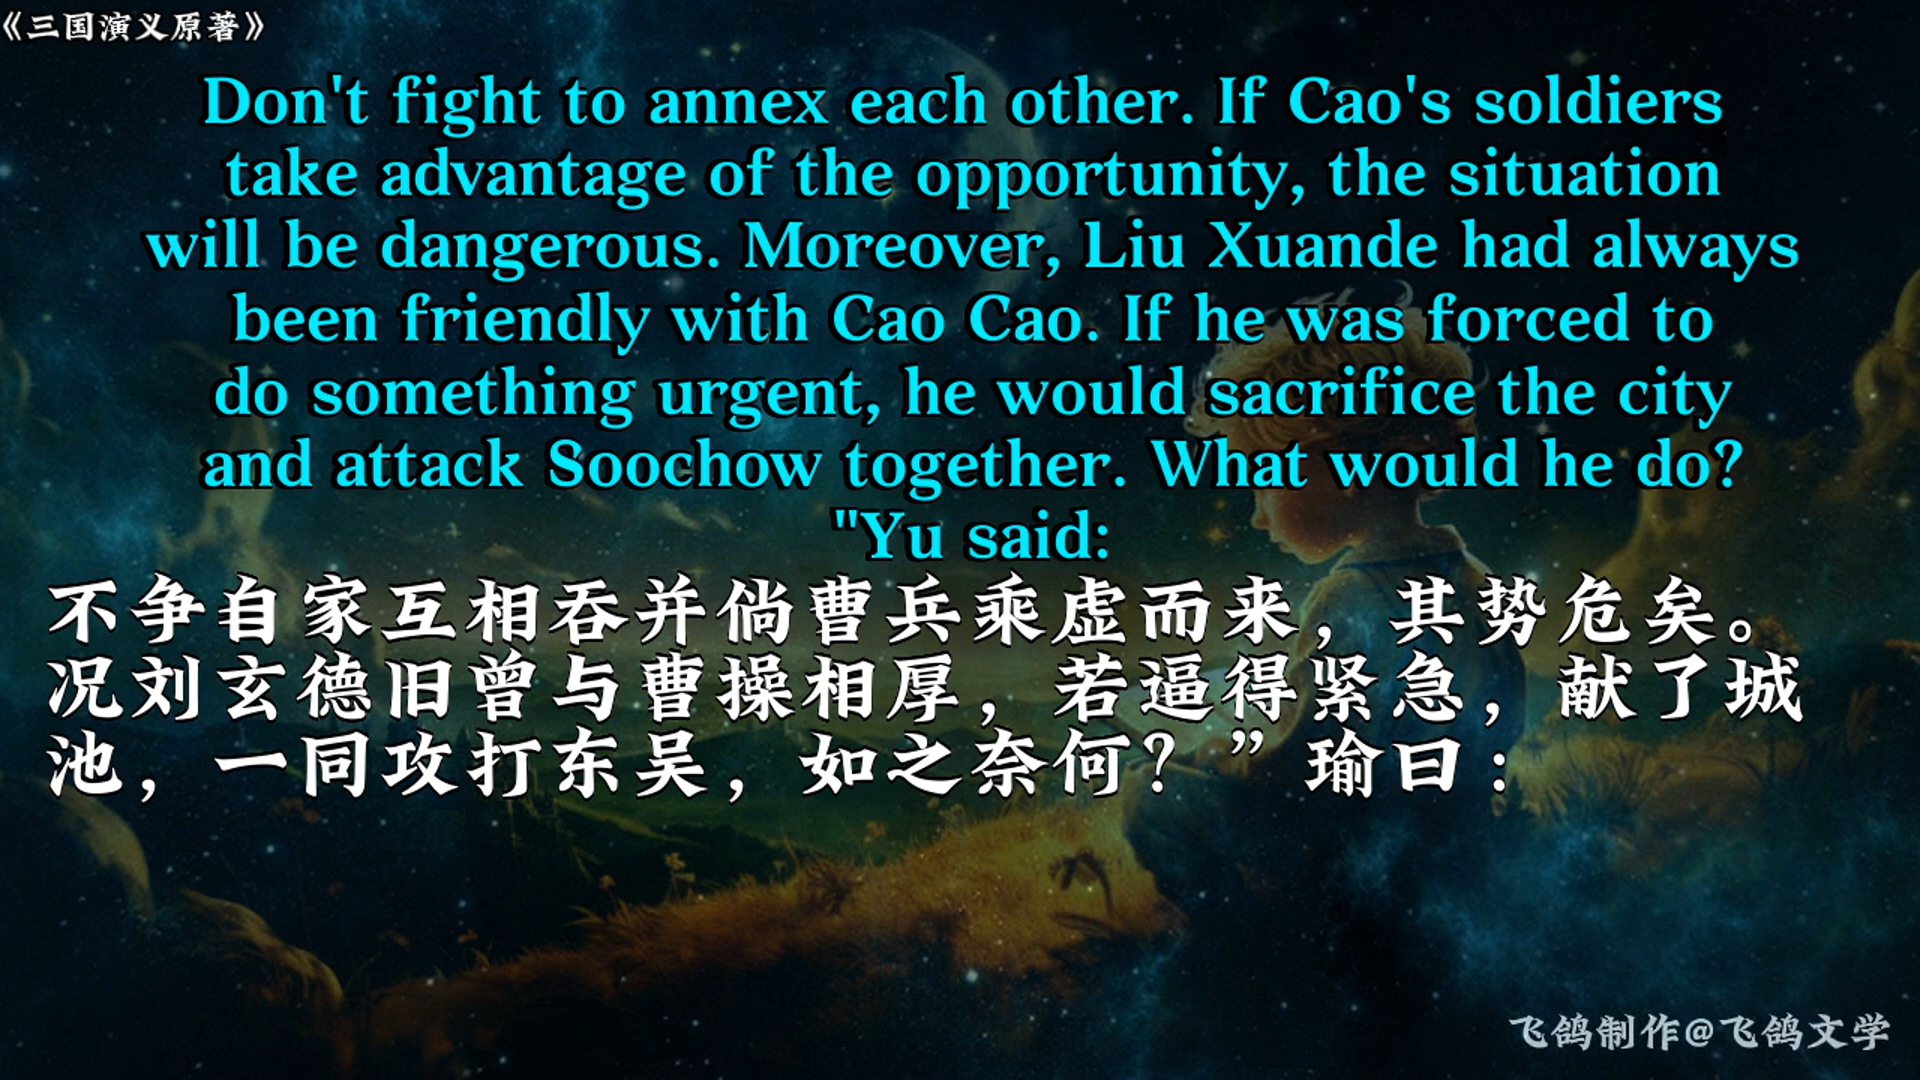 《三国演义原著》
Don't fight to annex each other. If Cao's soldiers
take advantage of the opportunity, the situation
will be dangerous. Moreover, Liu Xuande had always
been friendly with Cao Cao. If he was forced to
do something urgent, he would sacrifice the city
and attack Soochow together. What would he do?
"Yu said:
不争自家互相吞并倘曹兵乘虚而来，其势危矣。
况刘玄德旧曾与曹操相厚，若逼得紧急，献了城
池，一同攻打东吴，如之奈何？”瑜曰：
飞鸽制作@飞鸽文学